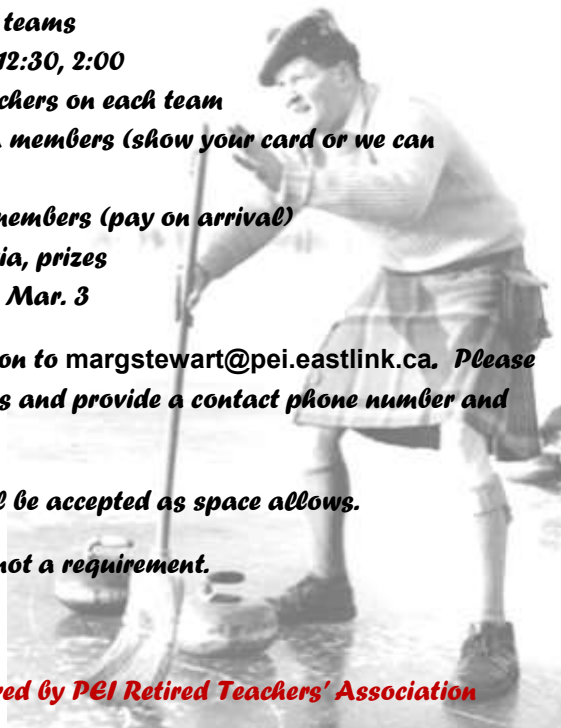 teams
12:30, 2:00
chers on each team
members (show your card or we can
members (pay on arrival)
ia, prizes
Mar. 3
on to margstewart@pei.eastlink.ca. Please
s and provide a contact phone number and
l be accepted as space allows.
not a requirement.
red by PEI Retired Teachers' Association